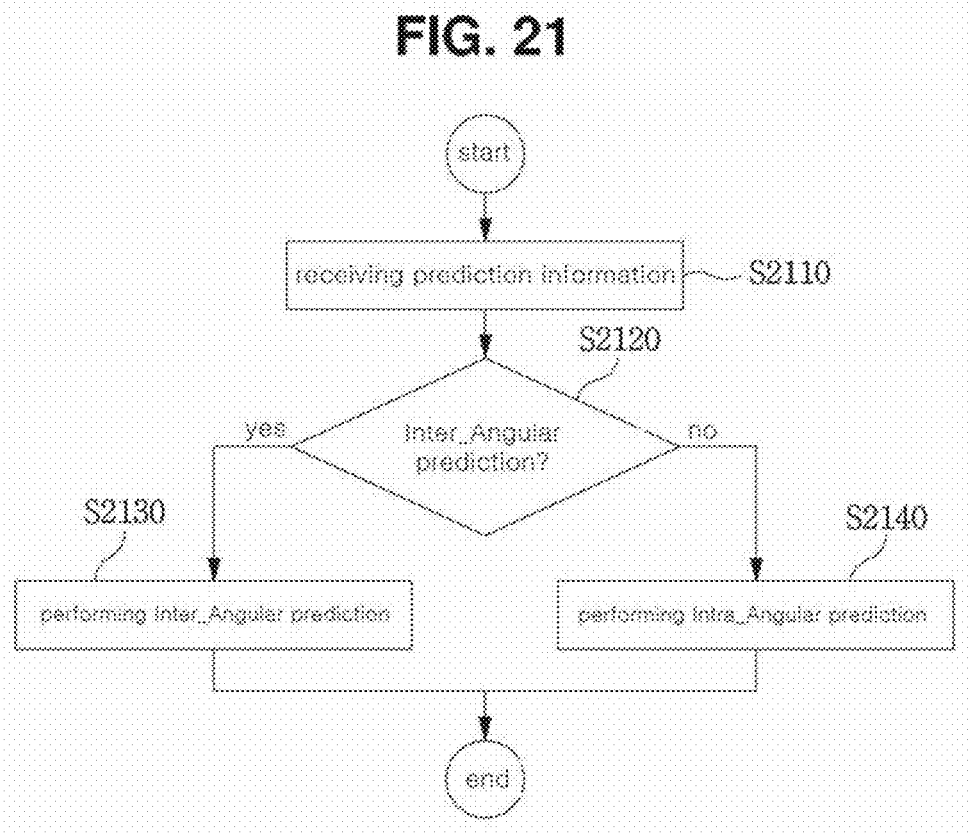 FIG. 21
start
receiving prediction information
S2110
S2120
Inter_Angular
prediction?
yes
no
S2130
S2140
performing Inter_Angular prediction
performing Intra_Angular prediction
end